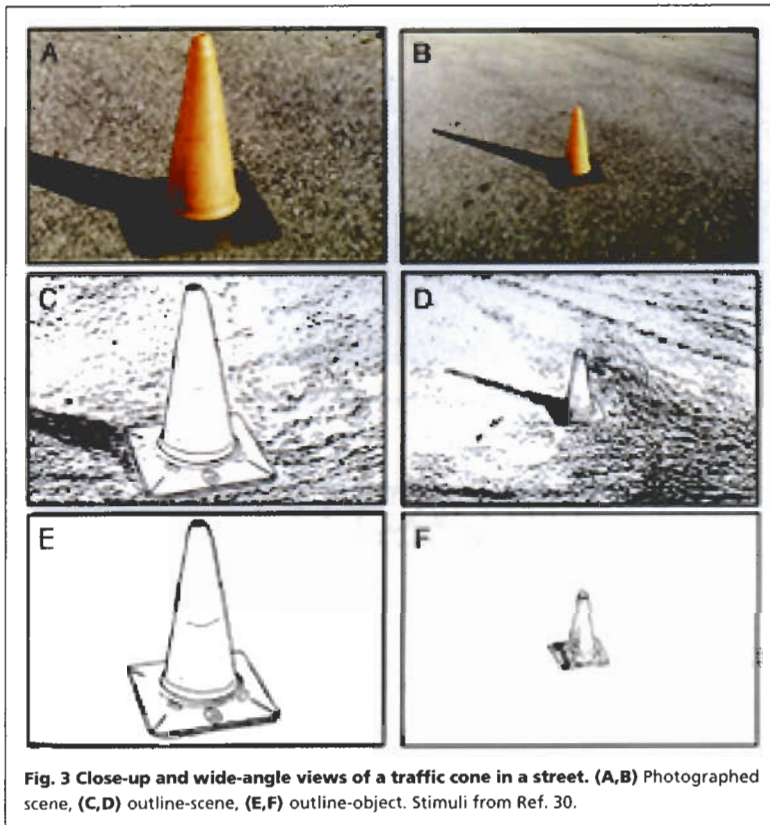 A
B
C
D
E
F
Fig. 3 Close-up and wide-angle views of a traffic cone in a street. (A,B) Photographed
scene, (C,D) outline-scene, (E,F) outline-object. Stimuli from Ref. 30.